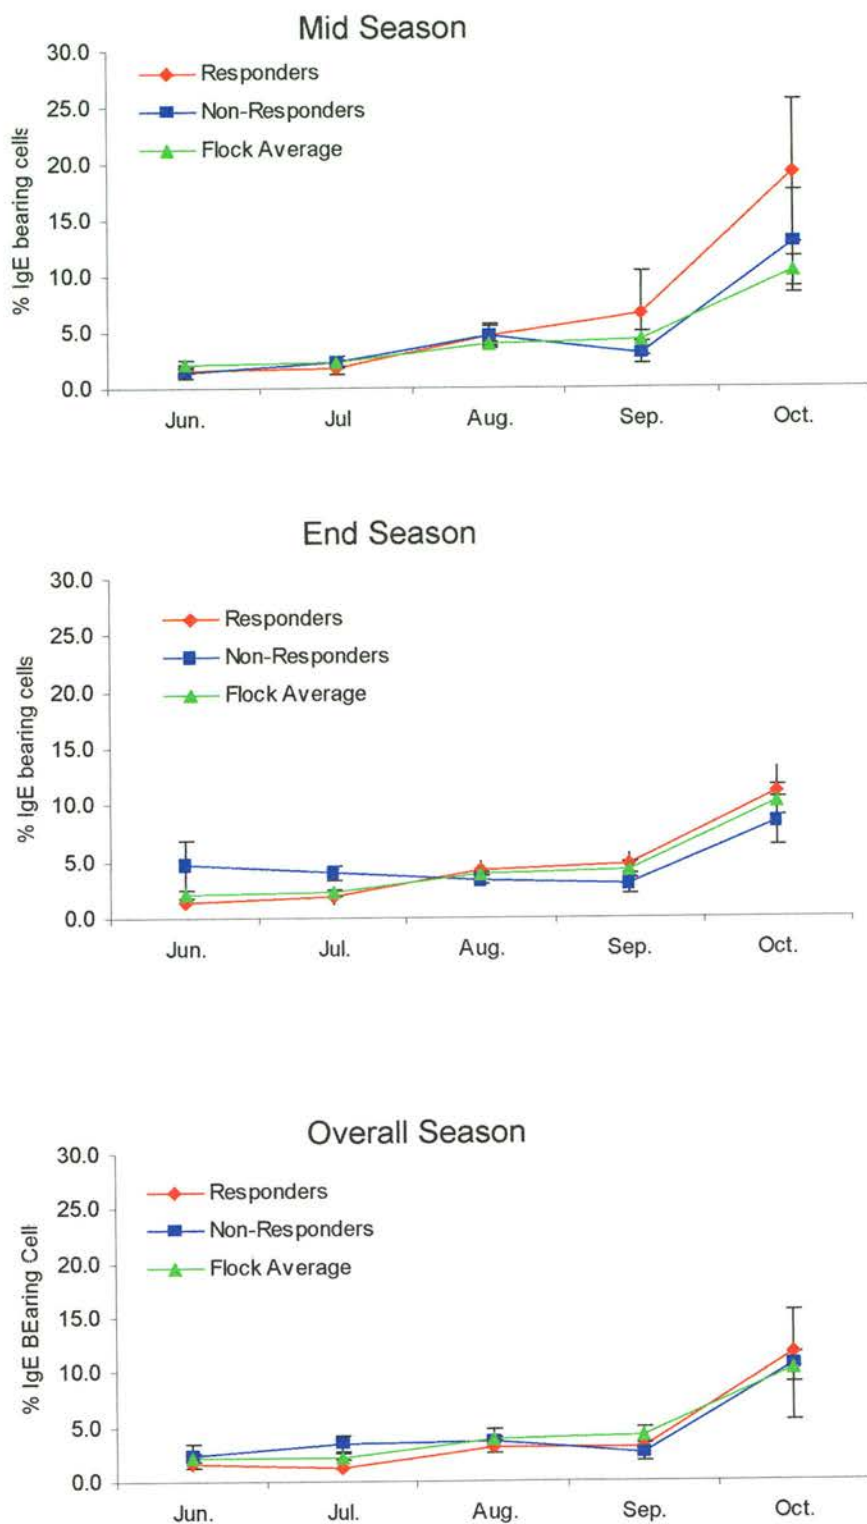 Mid Season
30.0
25.0
20.0
15.0
10.0
5.0
0.0
% IgE bearing cells
Responders
Non-Responders
Flock Average
Jun. Jul Aug. Sep. Oct.
End Season
30.0
25.0
20.0
15.0
10.0
5.0
0.0
% IgE bearing cells
Responders
Non-Responders
Flock Average
Jun. Jul. Aug. Sep. Oct.
Overall Season
30.0
25.0
20.0
15.0
10.0
5.0
0.0
% IgE BEaring Cell
Responders
Non-Responders
Flock Average
Jun. Jul. Aug. Sep. Oct.